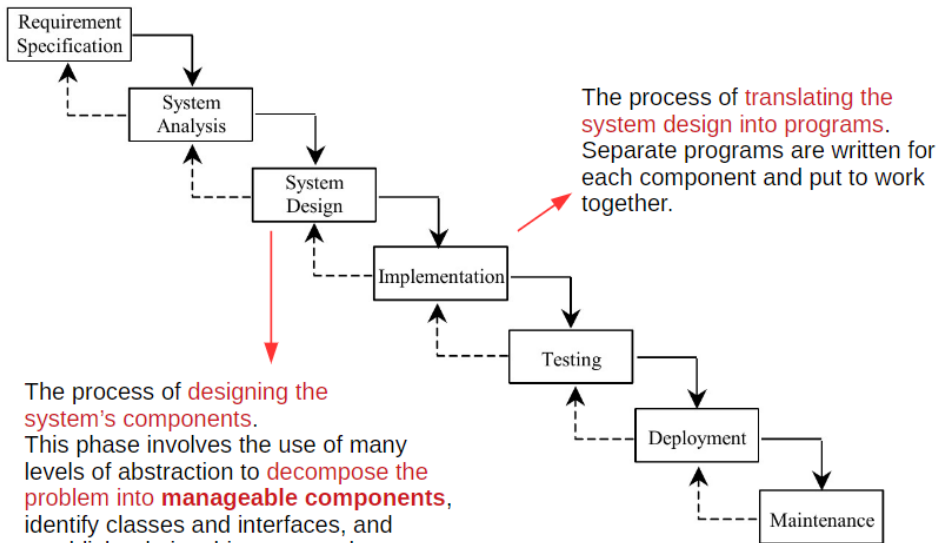 Requirement
Specification
System
Analysis
System
Design
Implementation
Testing
Deployment
Maintenance
The process of translating the
system design into programs.
Separate programs are written for
each component and put to work
together.
The process of designing the
system's components.
This phase involves the use of many
levels of abstraction to decompose the
problem into manageable components,
identify classes and interfaces, and